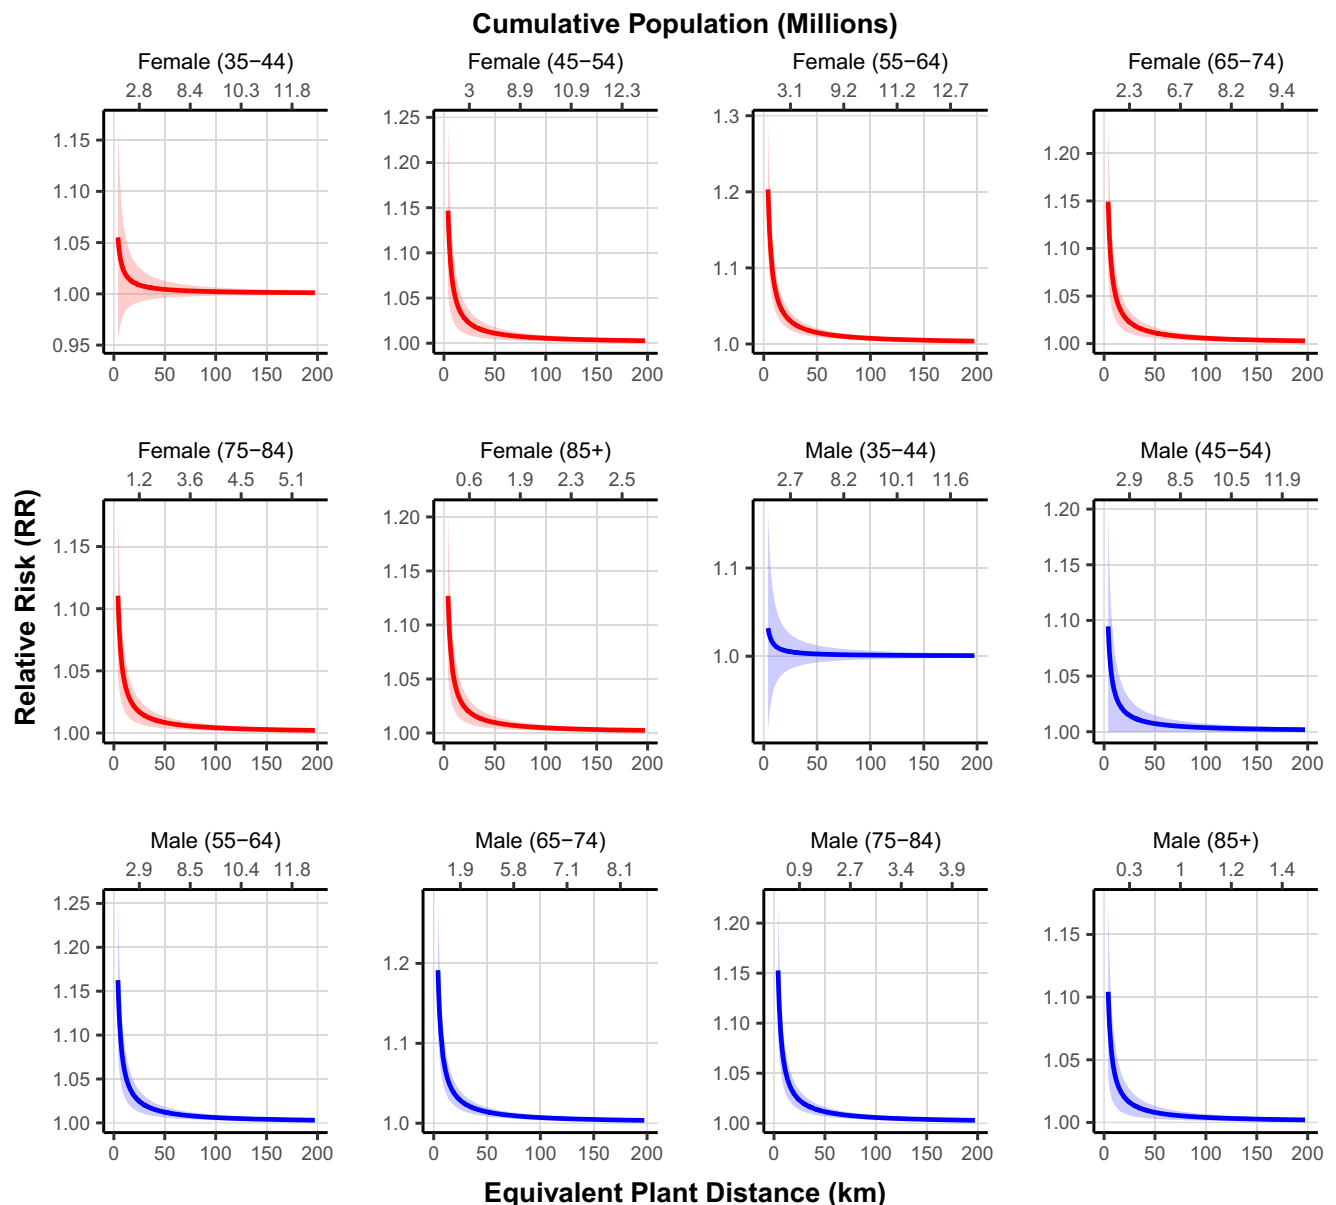 Cumulative Population (Millions)
Female (35−44)
2.8 8.4 10.3 11.8
1.15
1.10
1.05
1.00
0.95
0 50 100 150 200
Female (45−54)
3 8.9 10.9 12.3
1.25
1.20
1.15
1.10
1.05
1.00
0 50 100 150 200
Female (55−64)
3.1 9.2 11.2 12.7
1.3
1.2
1.1
1.0
0 50 100 150 200
Female (65−74)
2.3 6.7 8.2 9.4
1.20
1.15
1.10
1.05
1.00
0 50 100 150 200
Relative Risk (RR)
Female (75−84)
1.2 3.6 4.5 5.1
1.15
1.10
1.05
1.00
0 50 100 150 200
Female (85+)
0.6 1.9 2.3 2.5
1.20
1.15
1.10
1.05
1.00
0 50 100 150 200
Male (35−44)
2.7 8.2 10.1 11.6
1.1
1.0
0 50 100 150 200
Male (45−54)
2.9 8.5 10.5 11.9
1.20
1.15
1.10
1.05
1.00
0 50 100 150 200
Male (55−64)
2.9 8.5 10.4 11.8
1.25
1.20
1.15
1.10
1.05
1.00
0 50 100 150 200
Male (65−74)
1.9 5.8 7.1 8.1
1.2
1.1
1.0
0 50 100 150 200
Male (75−84)
0.9 2.7 3.4 3.9
1.20
1.15
1.10
1.05
1.00
0 50 100 150 200
Male (85+)
0.3 1 1.2 1.4
1.15
1.10
1.05
1.00
0 50 100 150 200
Equivalent Plant Distance (km)